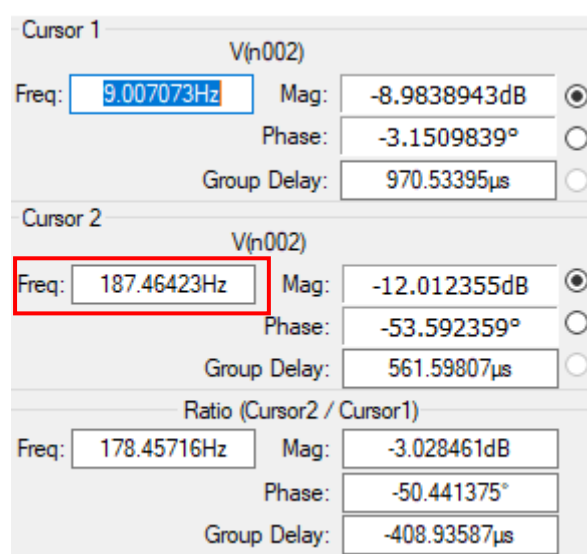 Cursor 1
V(n002)
Freq: 9.007073Hz Mag: -8.9838943dB
Phase: -3.1509839°
Group Delay: 970.53395µs
Cursor 2
V(n002)
Freq: 187.46423Hz Mag: -12.012355dB
Phase: -53.592359°
Group Delay: 561.59807µs
Ratio (Cursor2 / Cursor1)
Freq: 178.45716Hz Mag: -3.028461dB
Phase: -50.441375°
Group Delay: -408.93587µs